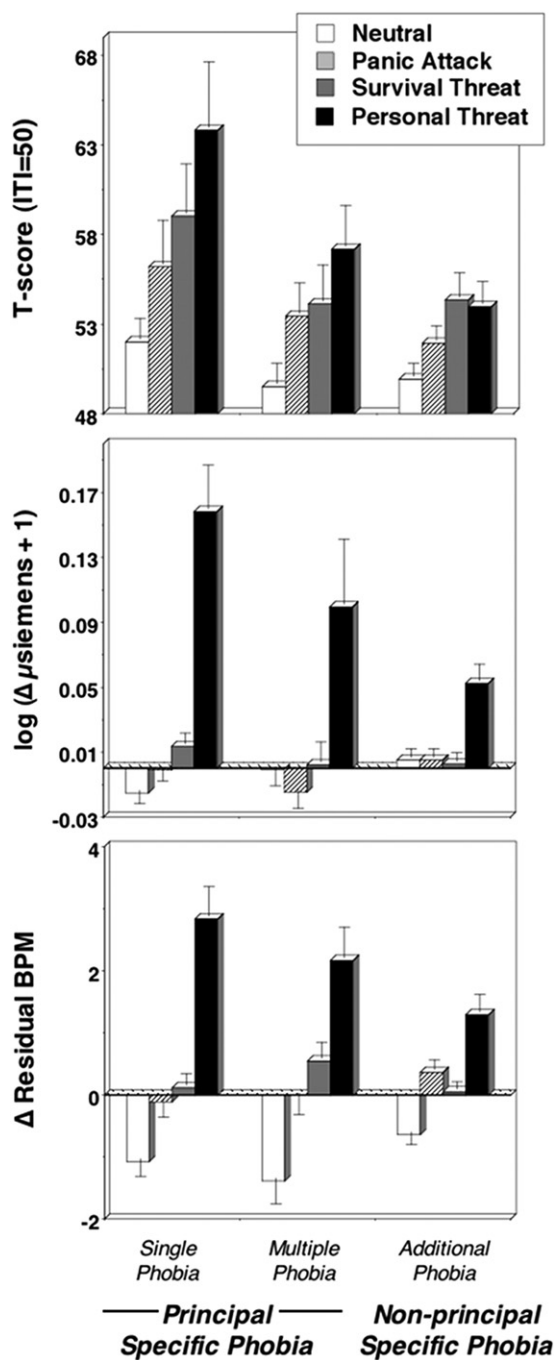 Neutral
Panic Attack
Survival Threat
Personal Threat
T-score (ITI=50)
68
63
58
53
48
log (Δ μsiemens + 1)
0.17
0.13
0.09
0.05
0.01
-0.03
Δ Residual BPM
4
2
0
-2
Single Phobia
Multiple Phobia
Additional Phobia
Principal Specific Phobia
Non-principal Specific Phobia